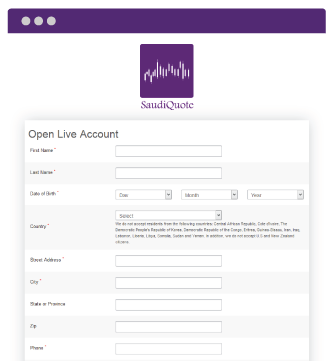 SaudiQuote
Open Live Account
First Name *
Last Name *
Date of Birth *
Day
Month
Year
Country *
Select
We do not accept residents from the following countries: Central African Republic, Cote d'Ivoire, The
Democratic People's Republic of Korea, Democratic Republic of the Congo, Eritrea, Guinea-Bissau, Iran, Iraq,
Lebanon, Liberia, Libya, Somalia, Sudan and Yemen. In addition, we do not accept U.S and New Zealand
citizens.
Street Address *
City *
State or Province
Zip
Phone *